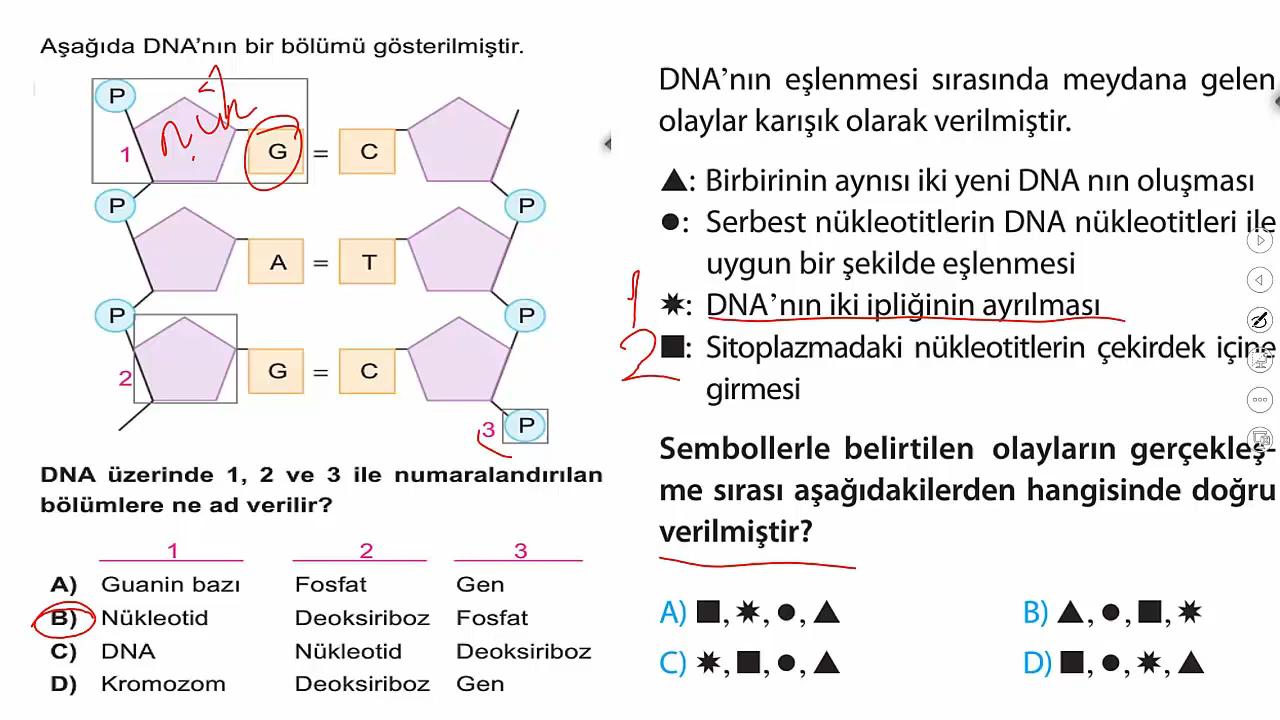 Aşağıda DNA'nın bir bölümü gösterilmiştir.
P
nük
1
G = C
P
P
A = T
P
P
2
G = C
3
P
DNA üzerinde 1, 2 ve 3 ile numaralandırılan
bölümlere ne ad verilir?
1 2 3
A) Guanin bazı Fosfat Gen
B) Nükleotid Deoksiriboz Fosfat
C) DNA Nükleotid Deoksiriboz
D) Kromozom Deoksiriboz Gen
DNA'nın eşlenmesi sırasında meydana gelen
olaylar karışık olarak verilmiştir.
▲: Birbirinin aynısı iki yeni DNA nın oluşması
●: Serbest nükleotitlerin DNA nükleotitleri ile
uygun bir şekilde eşlenmesi
1 ✷: DNA'nın iki ipliğinin ayrılması
2 ■: Sitoplazmadaki nükleotitlerin çekirdek içine
girmesi
Sembollerle belirtilen olayların gerçekleş-
me sırası aşağıdakilerden hangisinde doğru
verilmiştir?
A) ■, ✷, ●, ▲ B) ▲, ●, ■, ✷
C) ✷, ■, ●, ▲ D) ■, ●, ✷, ▲